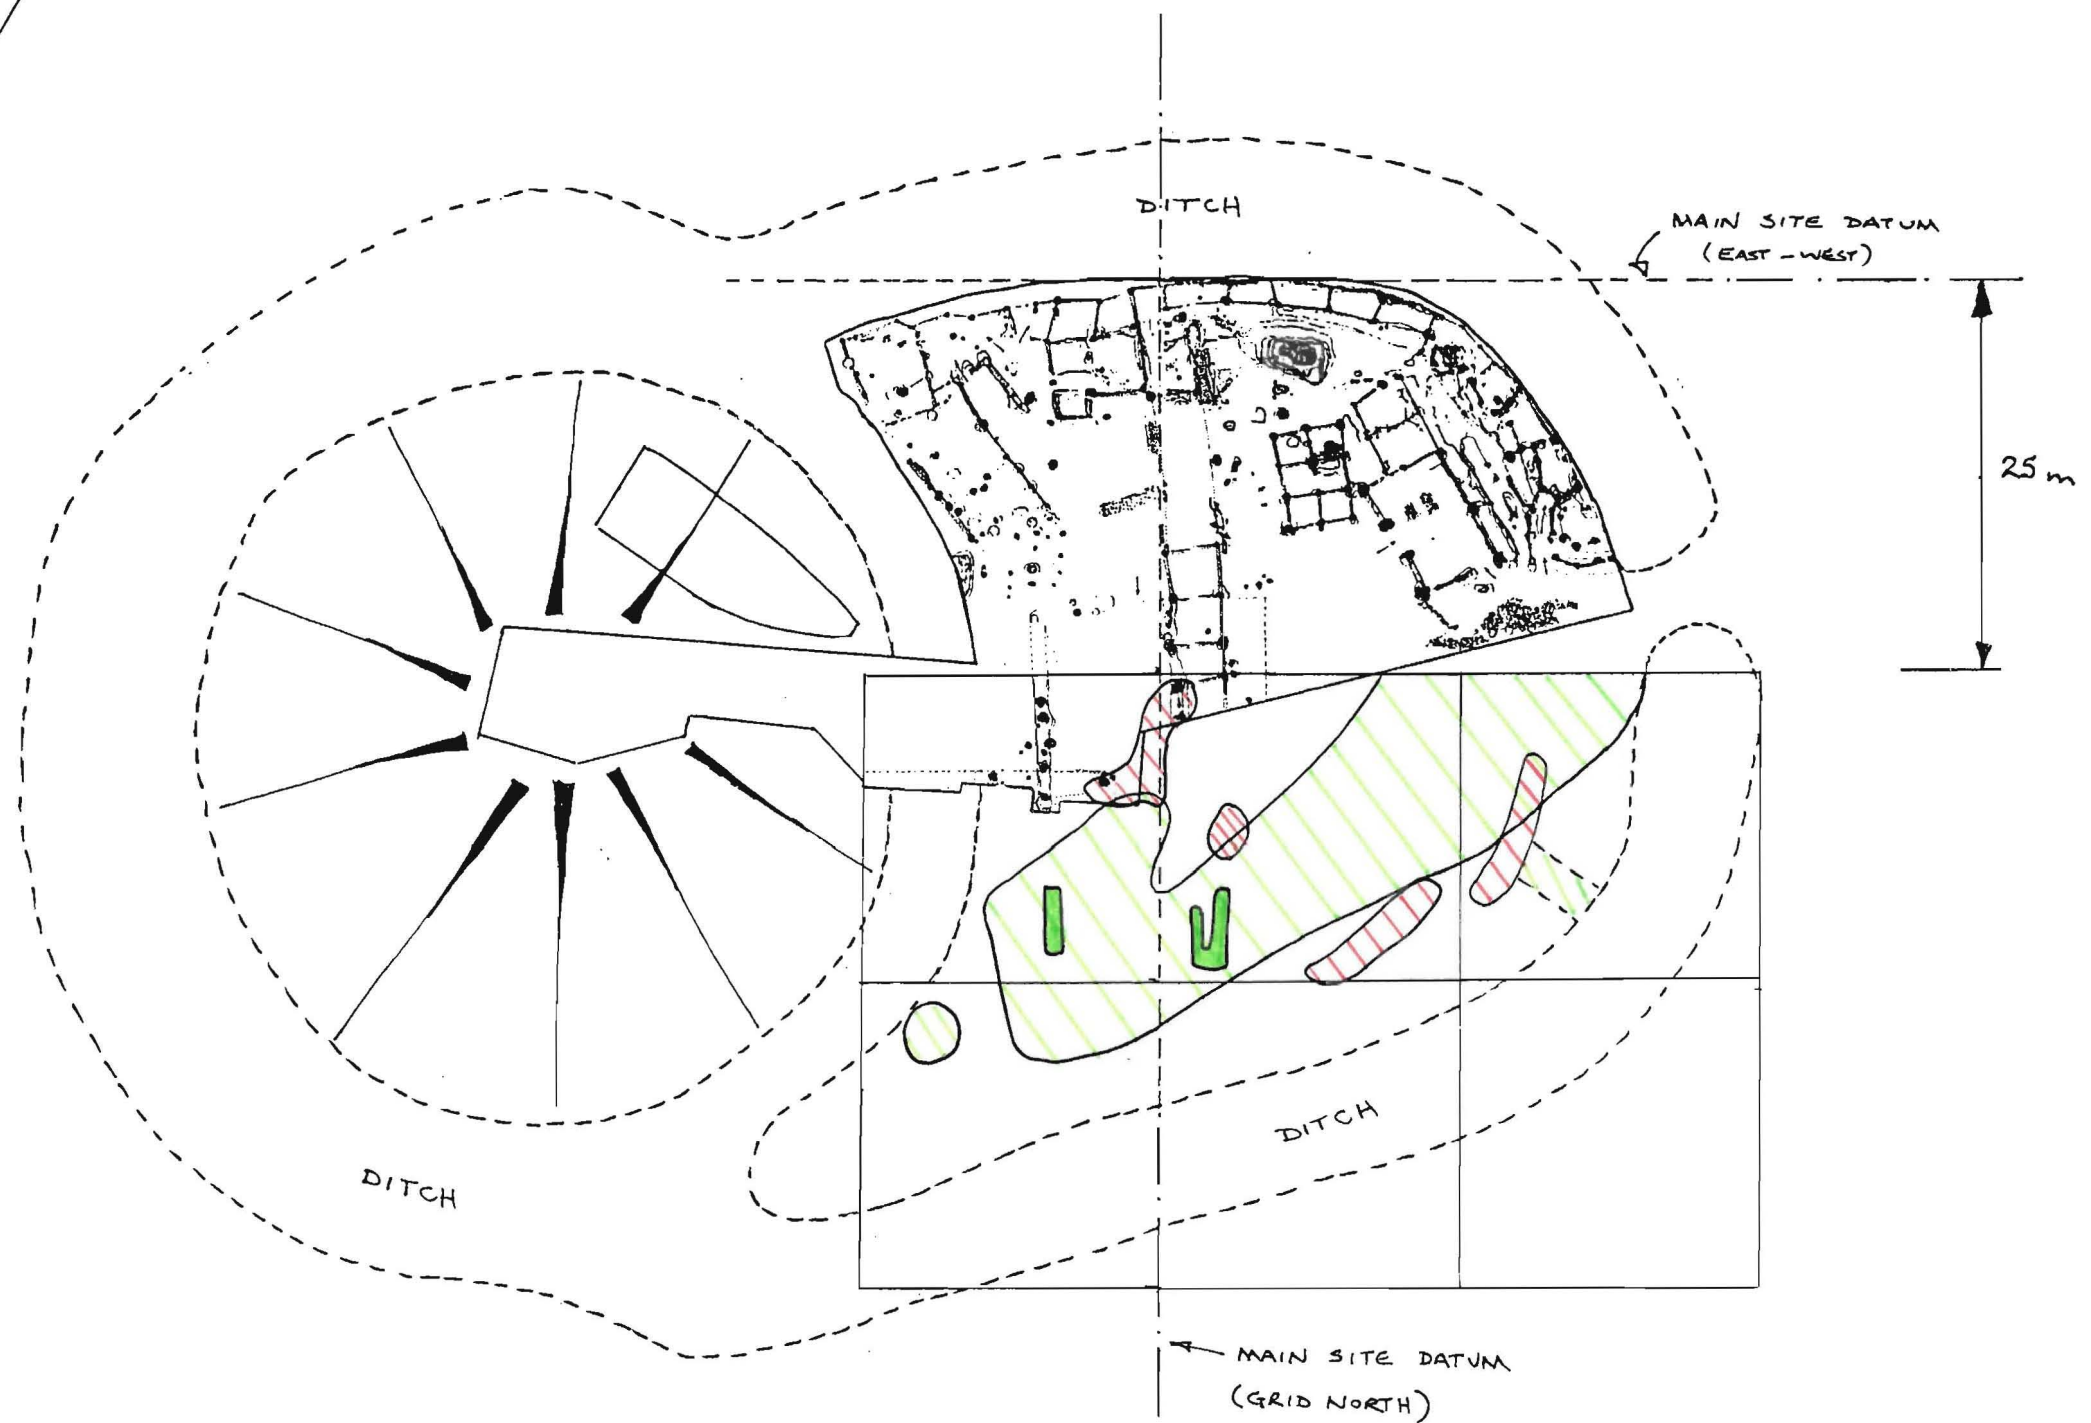 DITCH
MAIN SITE DATUM
(EAST - WEST)
25 m
DITCH
DITCH
MAIN SITE DATUM
(GRID NORTH)